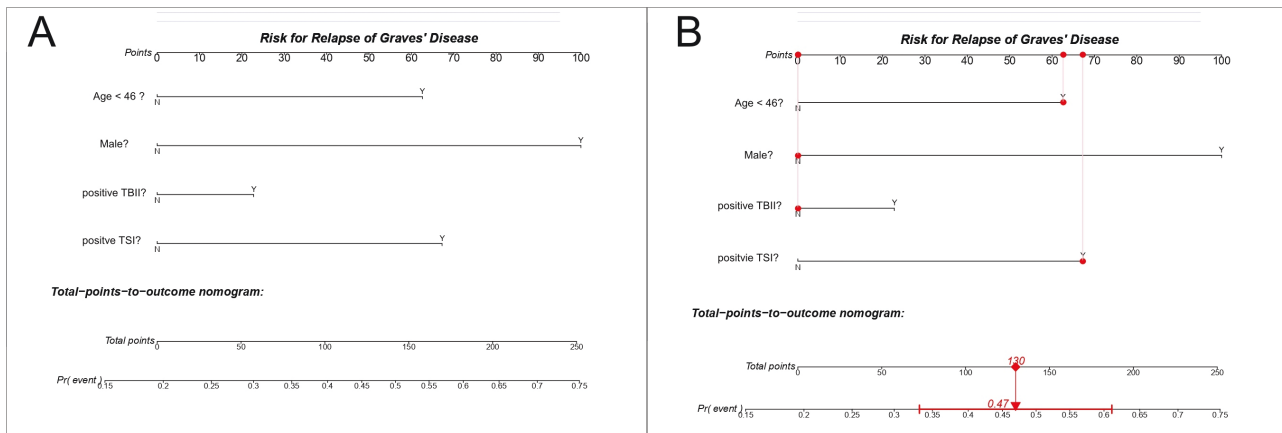 A
Risk for Relapse of Graves' Disease
Points
0 10 20 30 40 50 60 70 80 90 100
Age < 46 ?
N
Y
Male?
N
Y
positive TBII?
N
Y
positve TSI?
N
Y
Total-points-to-outcome nomogram:
Total points
0 50 100 150 200 250
Pr( event )
0.15 0.2 0.25 0.3 0.35 0.4 0.45 0.5 0.55 0.6 0.65 0.7 0.75
B
Risk for Relapse of Graves' Disease
Points
0 10 20 30 40 50 60 70 80 90 100
Age < 46?
N
Y
Male?
N
Y
positive TBII?
N
Y
positvie TSI?
N
Y
Total-points-to-outcome nomogram:
130
Total points
0 50 100 150 200 250
0.47
Pr( event )
0.15 0.2 0.25 0.3 0.35 0.4 0.45 0.5 0.55 0.6 0.65 0.7 0.75